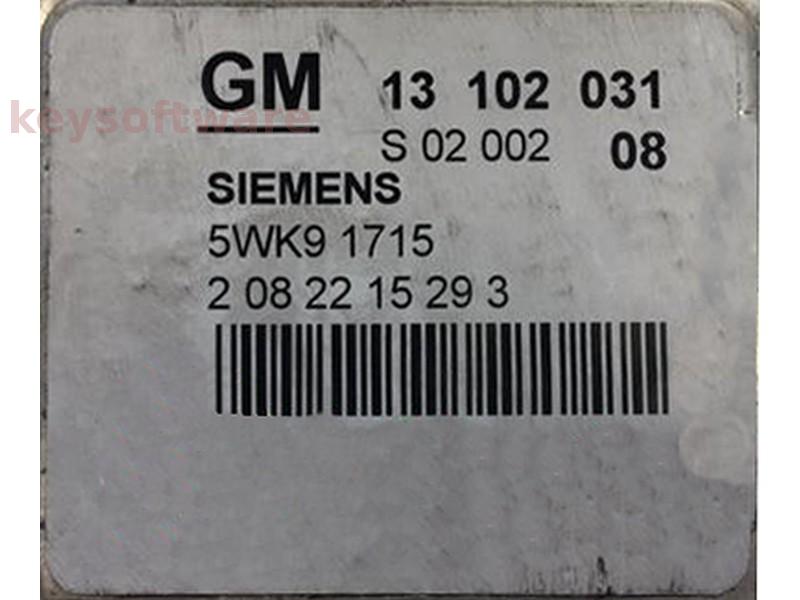 GM 13 102 031
keysoftware
S 02 002 08
SIEMENS
5WK9 1715
2 08 22 15 29 3